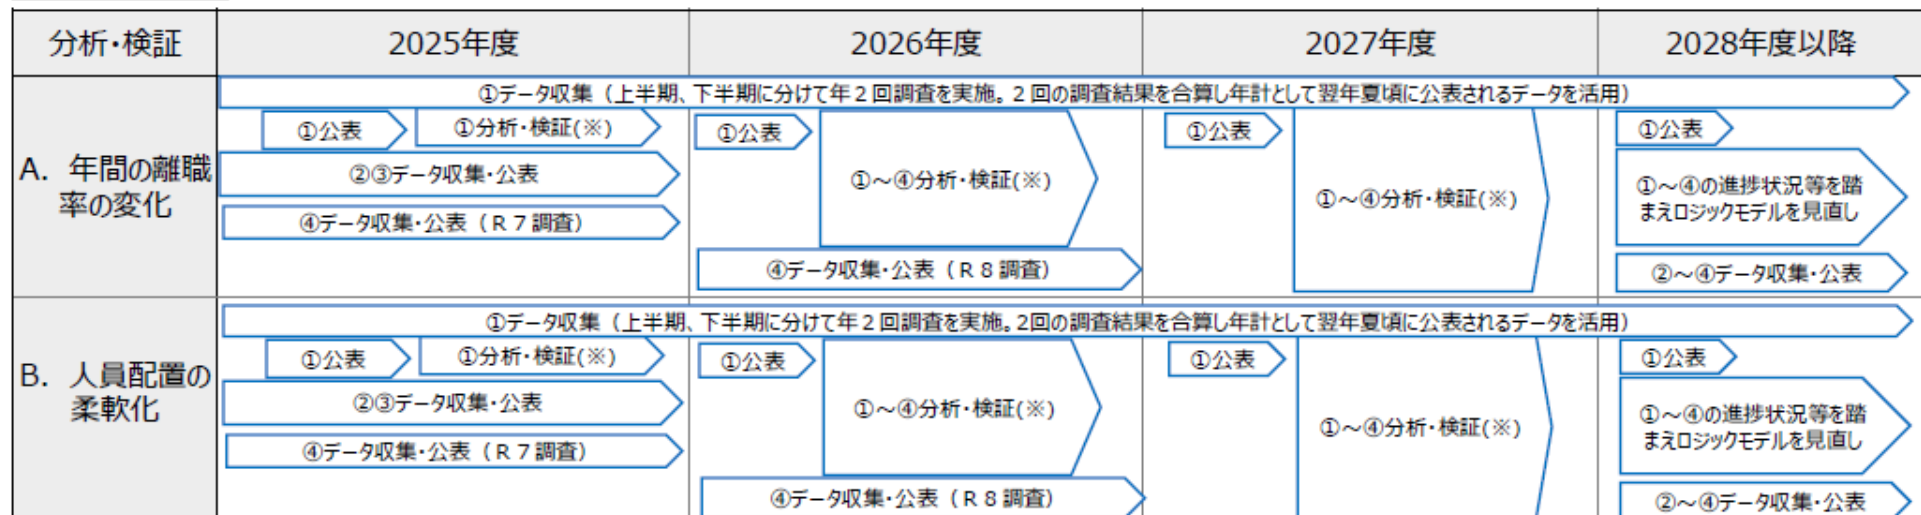 分析・検証
2025年度
2026年度
2027年度
2028年度以降
A．年間の離職
率の変化
①データ収集（上半期、下半期に分けて年２回調査を実施。２回の調査結果を合算し年計として翌年夏頃に公表されるデータを活用）
①公表
①分析・検証(※)
②③データ収集・公表
④データ収集・公表（Ｒ７調査）
①公表
①～④分析・検証(※)
④データ収集・公表（Ｒ８調査）
①公表
①～④分析・検証(※)
①公表
①～④の進捗状況等を踏
まえロジックモデルを見直し
②～④データ収集・公表
B．人員配置の
柔軟化
①データ収集（上半期、下半期に分けて年２回調査を実施。2回の調査結果を合算し年計として翌年夏頃に公表されるデータを活用）
①公表
①分析・検証(※)
②③データ収集・公表
④データ収集・公表（Ｒ７調査）
①公表
①～④分析・検証(※)
④データ収集・公表（Ｒ８調査）
①公表
①～④分析・検証(※)
①公表
①～④の進捗状況等を踏
まえロジックモデルを見直し
②～④データ収集・公表